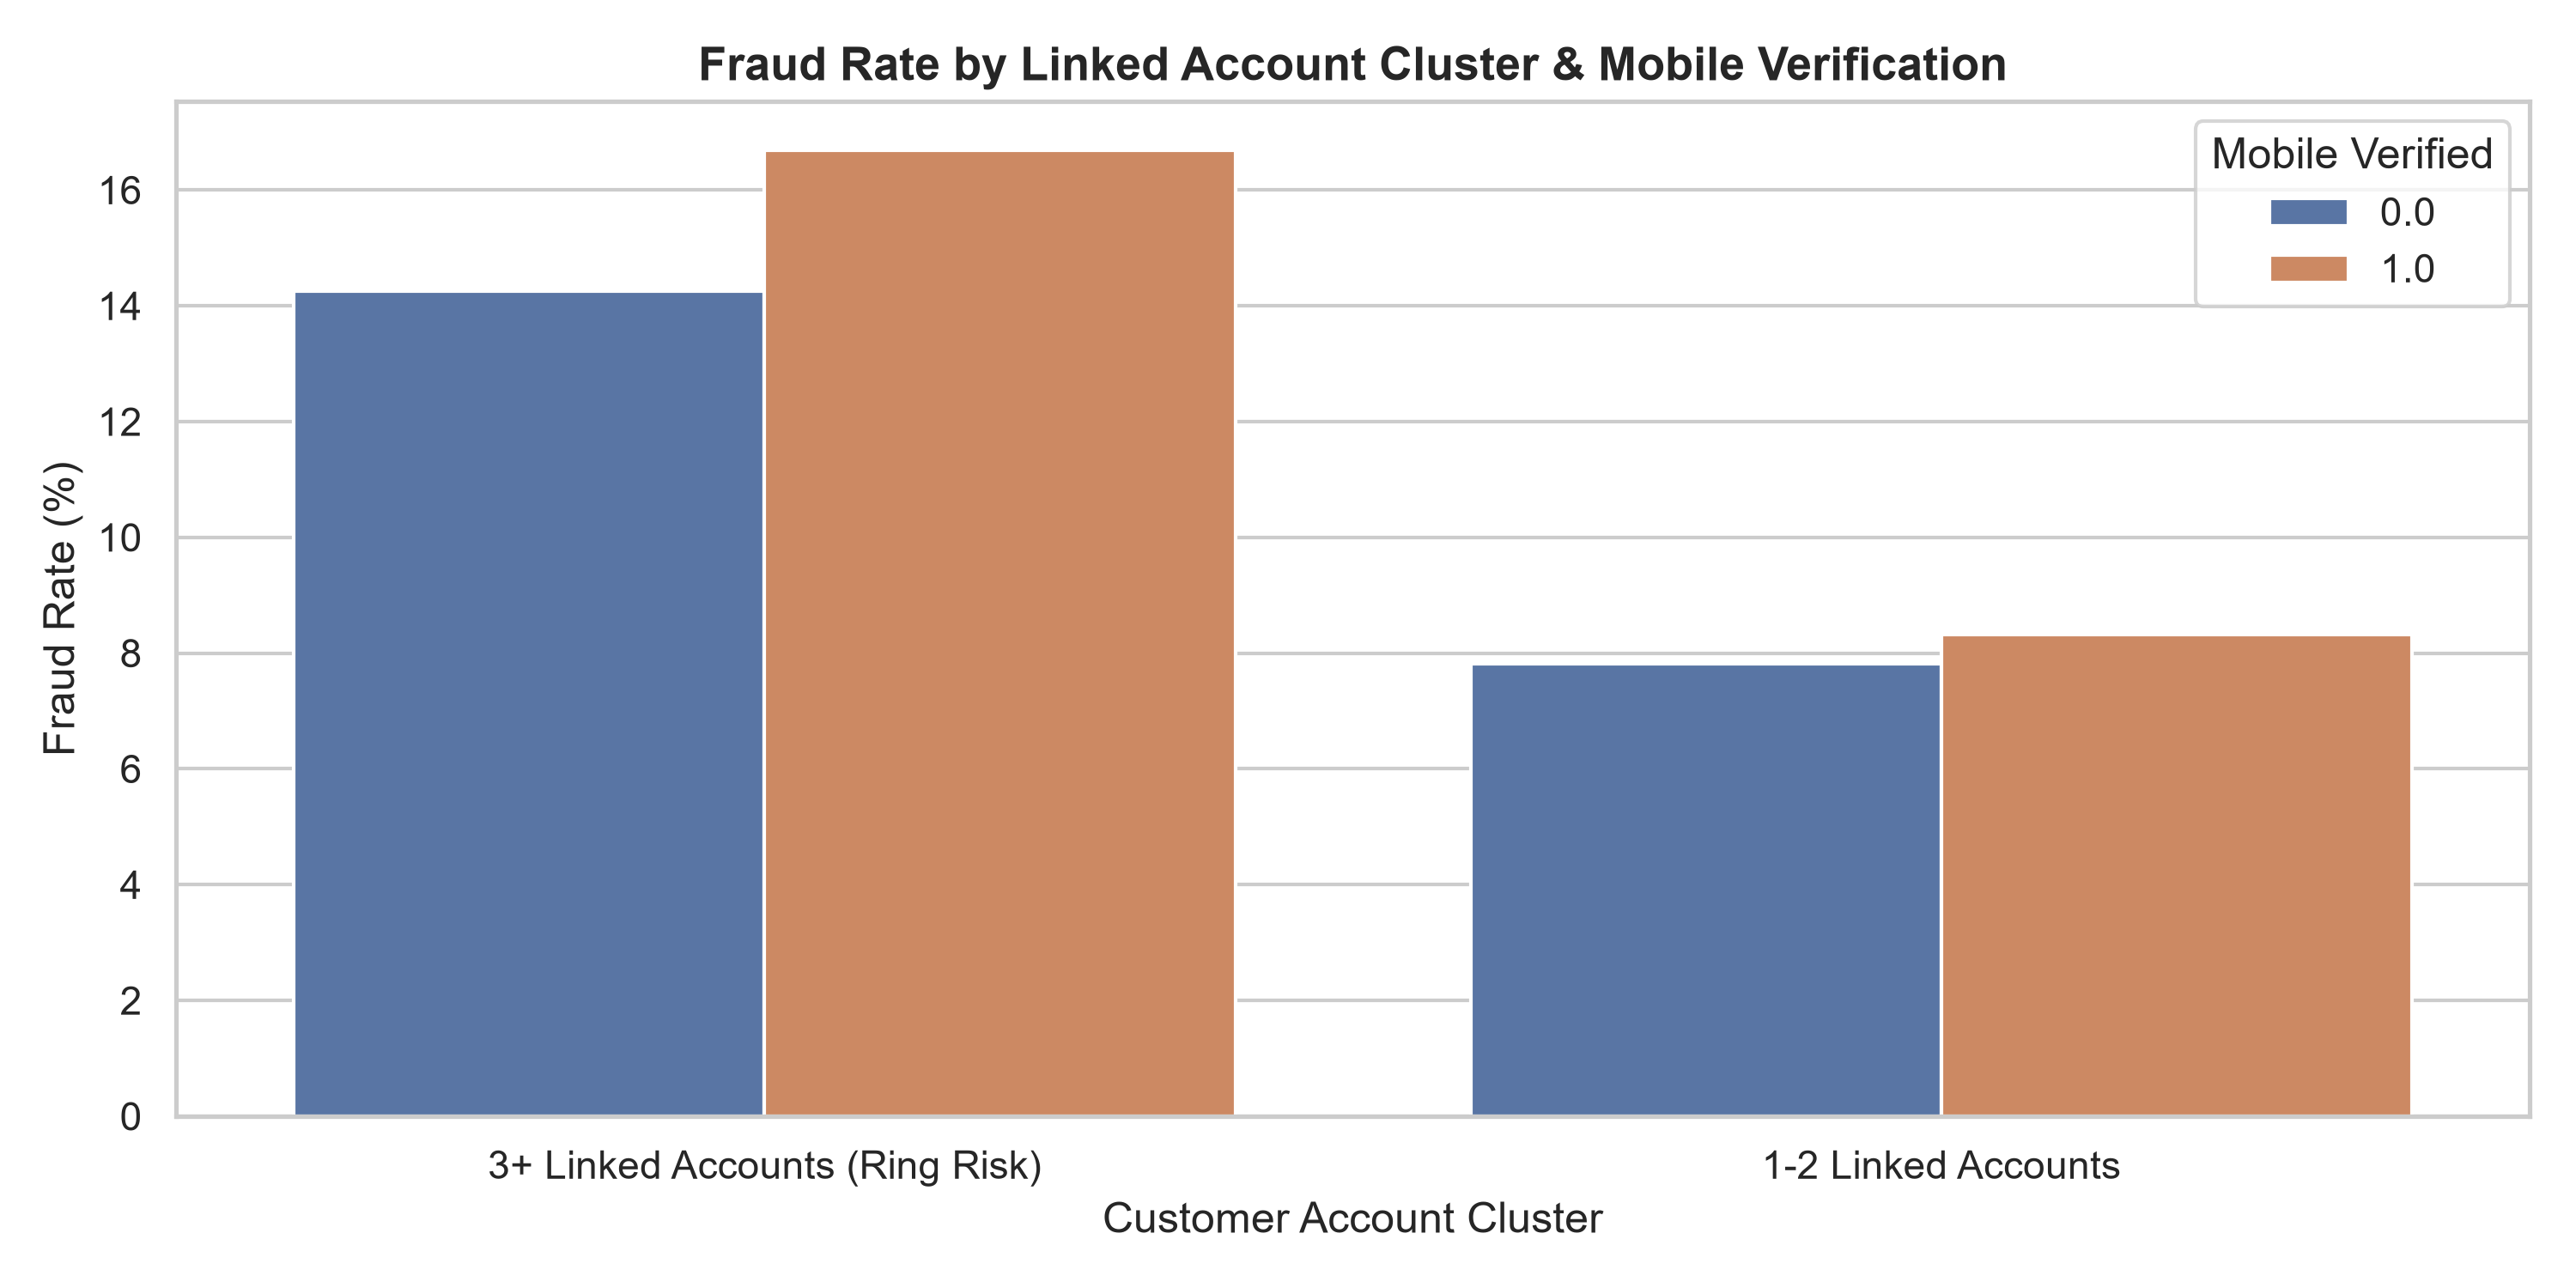 Fraud Rate by Linked Account Cluster & Mobile Verification
Mobile Verified
0.0
1.0
Fraud Rate (%)
16
14
12
10
8
6
4
2
0
3+ Linked Accounts (Ring Risk)
1-2 Linked Accounts
Customer Account Cluster